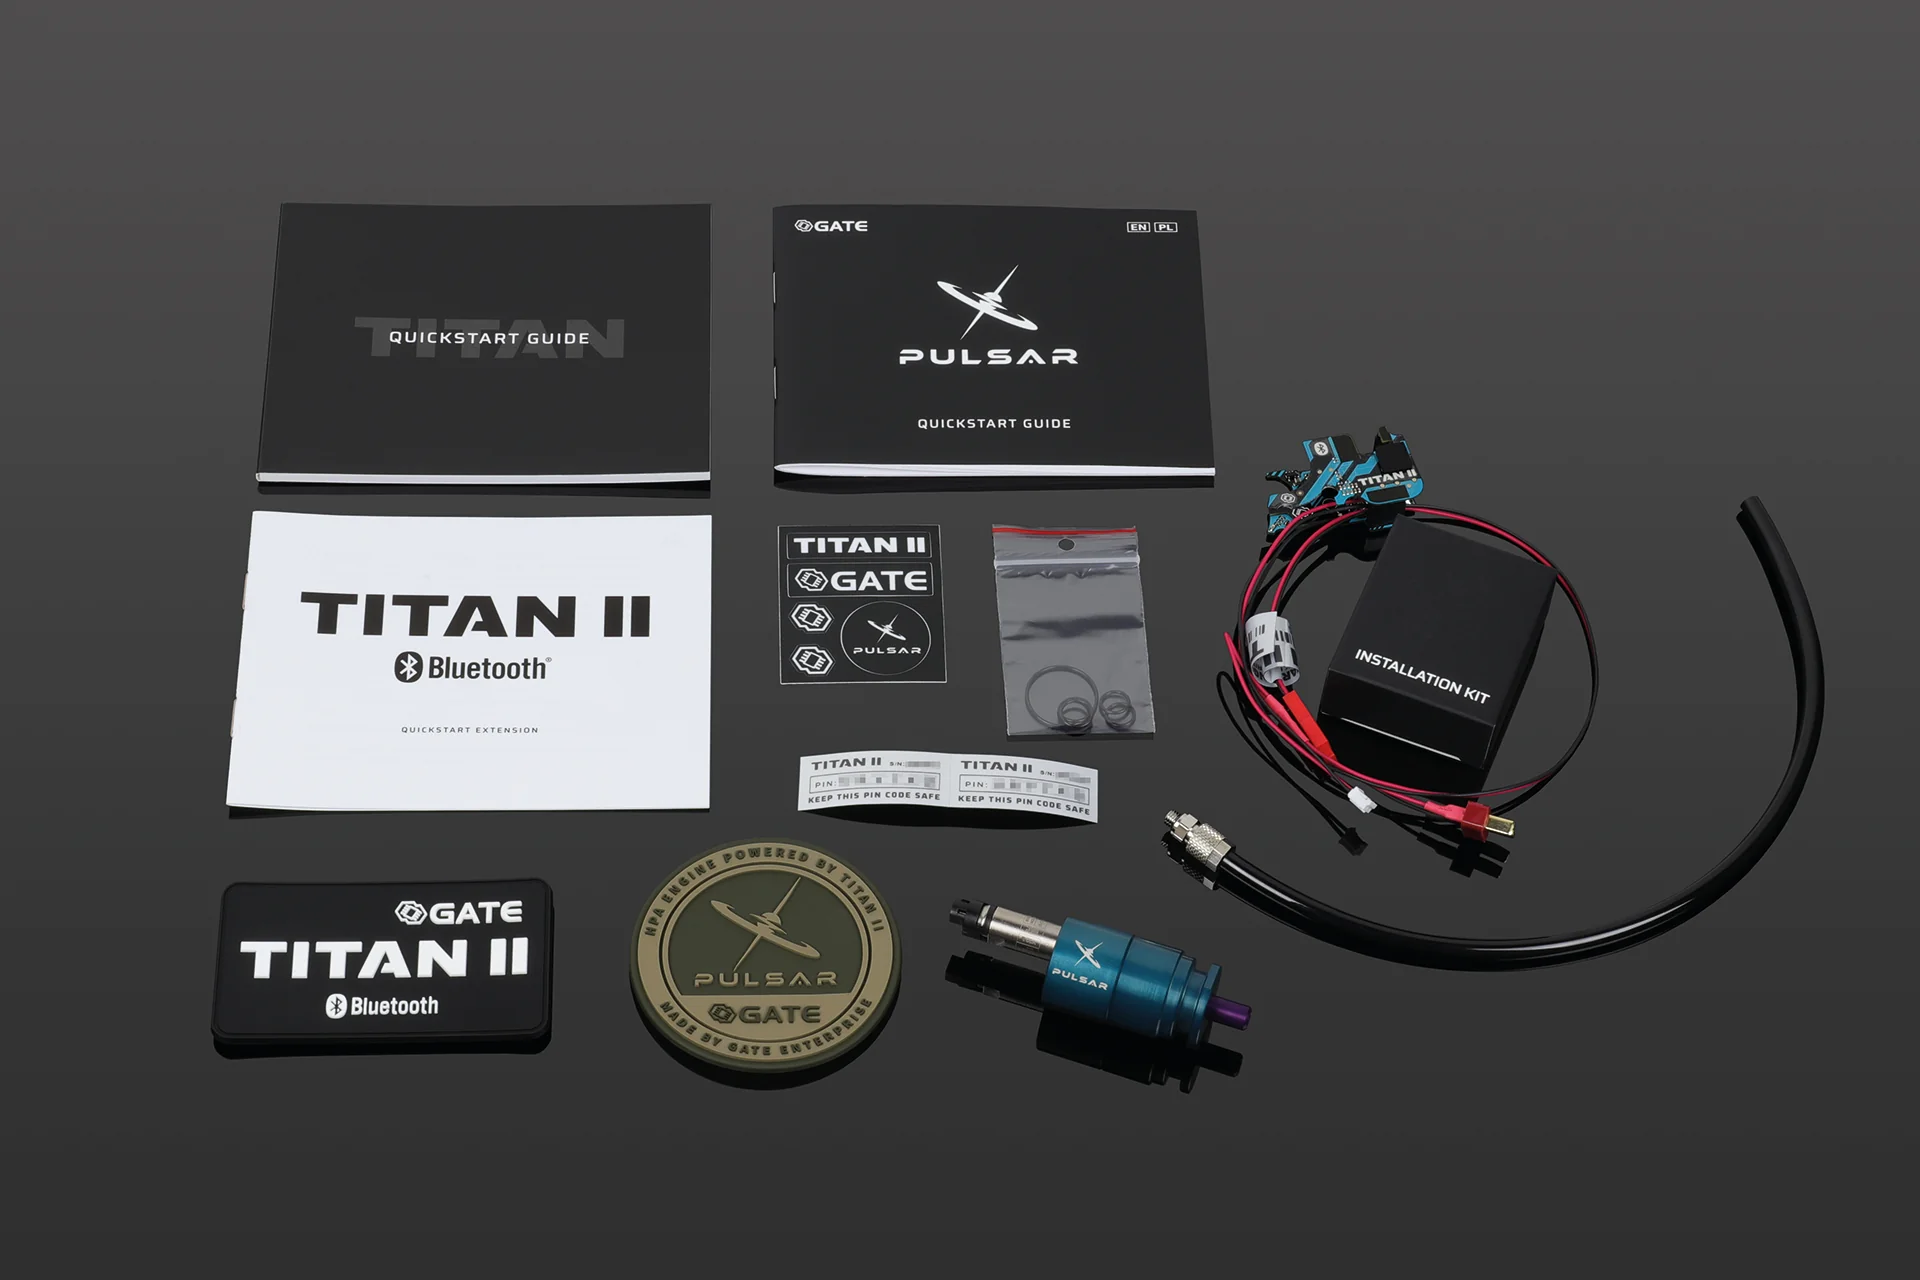 TITAN
QUICKSTART GUIDE
GATE
EN PL
PULSAR
QUICKSTART GUIDE
TITAN II
Bluetooth®
QUICKSTART EXTENSION
TITAN II
GATE
PULSAR
TITAN II S/N:
PIN:
KEEP THIS PIN CODE SAFE
TITAN II S/N:
PIN:
KEEP THIS PIN CODE SAFE
TITAN II
INSTALLATION KIT
GATE
TITAN II
Bluetooth
HPA ENGINE POWERED BY TITAN II
PULSAR
GATE
MADE BY GATE ENTERPRISE
PULSAR